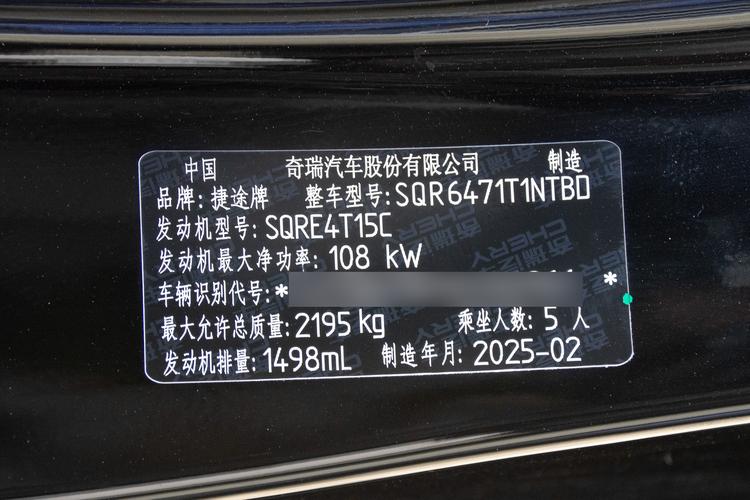 中国 奇瑞汽车股份有限公司 制造
品牌: 捷途牌 整车型号: SQR6471T1NTBD
发动机型号: SQRE4T15C
发动机最大净功率: 108 kW
车辆识别代号: * *
最大允许总质量: 2195 kg 乘坐人数: 5 人
发动机排量: 1498mL 制造年月: 2025-02